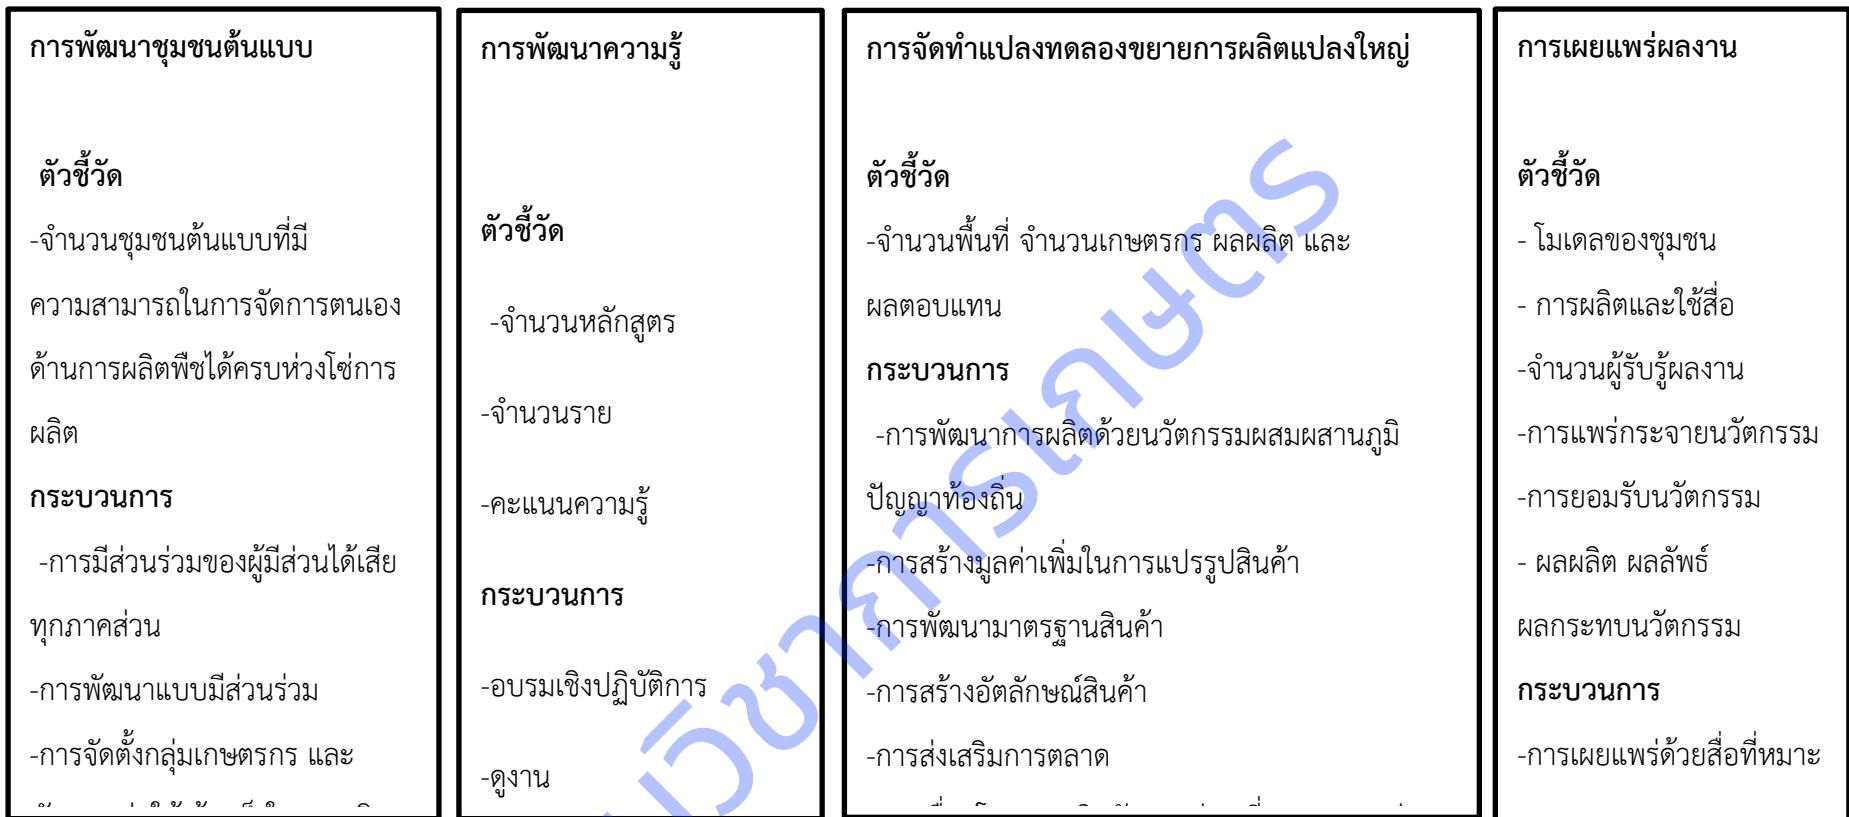 การพัฒนาชุมชนต้นแบบ
ตัวชี้วัด
-จำนวนชุมชนต้นแบบที่มี
ความสามารถในการจัดการตนเอง
ด้านการผลิตพืชได้ครบห่วงโซ่การ
ผลิต
กระบวนการ
-การมีส่วนร่วมของผู้มีส่วนได้เสีย
ทุกภาคส่วน
-การพัฒนาแบบมีส่วนร่วม
-การจัดตั้งกลุ่มเกษตรกร และ
การพัฒนาความรู้
ตัวชี้วัด
-จำนวนหลักสูตร
-จำนวนราย
-คะแนนความรู้
กระบวนการ
-อบรมเชิงปฏิบัติการ
-ดูงาน
การจัดทำแปลงทดลองขยายการผลิตแปลงใหญ่
ตัวชี้วัด
-จำนวนพื้นที่ จำนวนเกษตรกร ผลผลิต และ
ผลตอบแทน
กระบวนการ
-การพัฒนาการผลิตด้วยนวัตกรรมผสมผสานภูมิ
ปัญญาท้องถิ่น
-การสร้างมูลค่าเพิ่มในการแปรรูปสินค้า
-การพัฒนามาตรฐานสินค้า
-การสร้างอัตลักษณ์สินค้า
-การส่งเสริมการตลาด
การเผยแพร่ผลงาน
ตัวชี้วัด
- โมเดลของชุมชน
- การผลิตและใช้สื่อ
-จำนวนผู้รับรู้ผลงาน
-การแพร่กระจายนวัตกรรม
-การยอมรับนวัตกรรม
- ผลผลิต ผลลัพธ์
ผลกระทบนวัตกรรม
กระบวนการ
-การเผยแพร่ด้วยสื่อที่หมาะ
วิชาการเกษตร